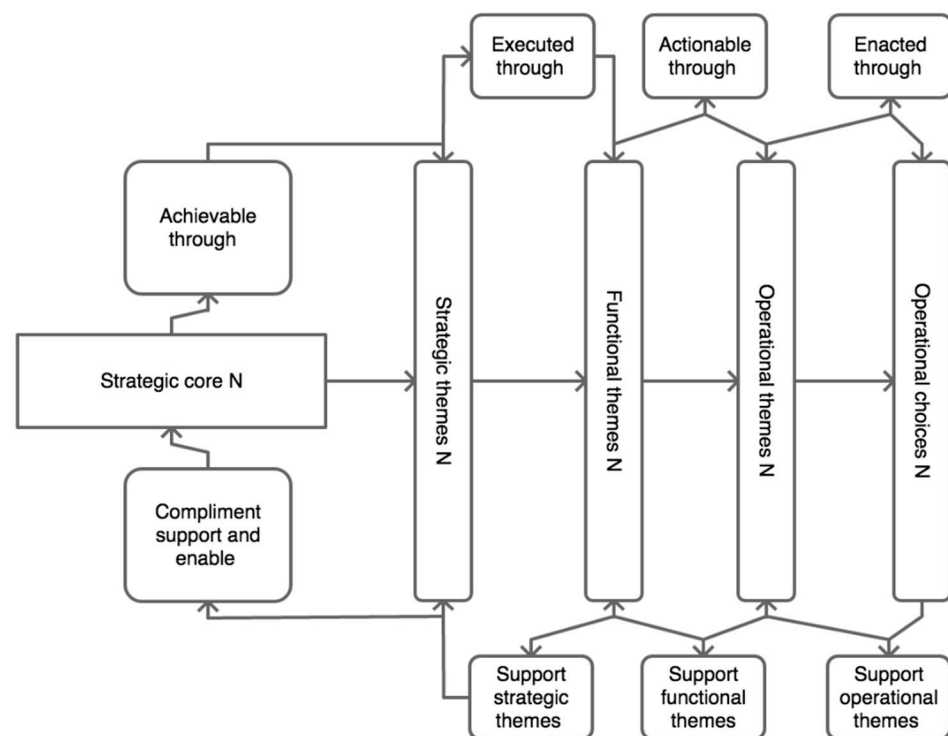 Executed
through
Actionable
through
Enacted
through
Achievable
through
Strategic core N
Compliment
support and
enable
Strategic themes N
Functional themes N
Operational themes N
Operational choices N
Support
strategic
themes
Support
functional
themes
Support
operational
themes